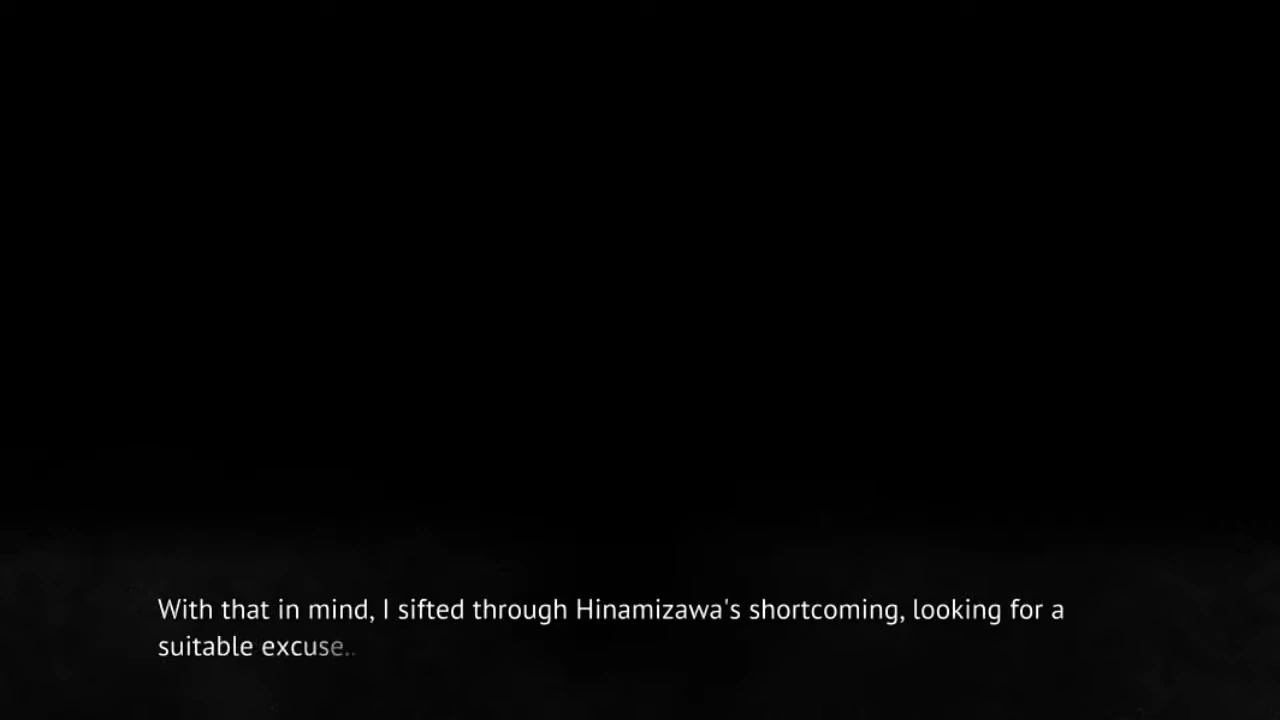 With that in mind, I sifted through Hinamizawa's shortcoming, looking for a
suitable excuse..